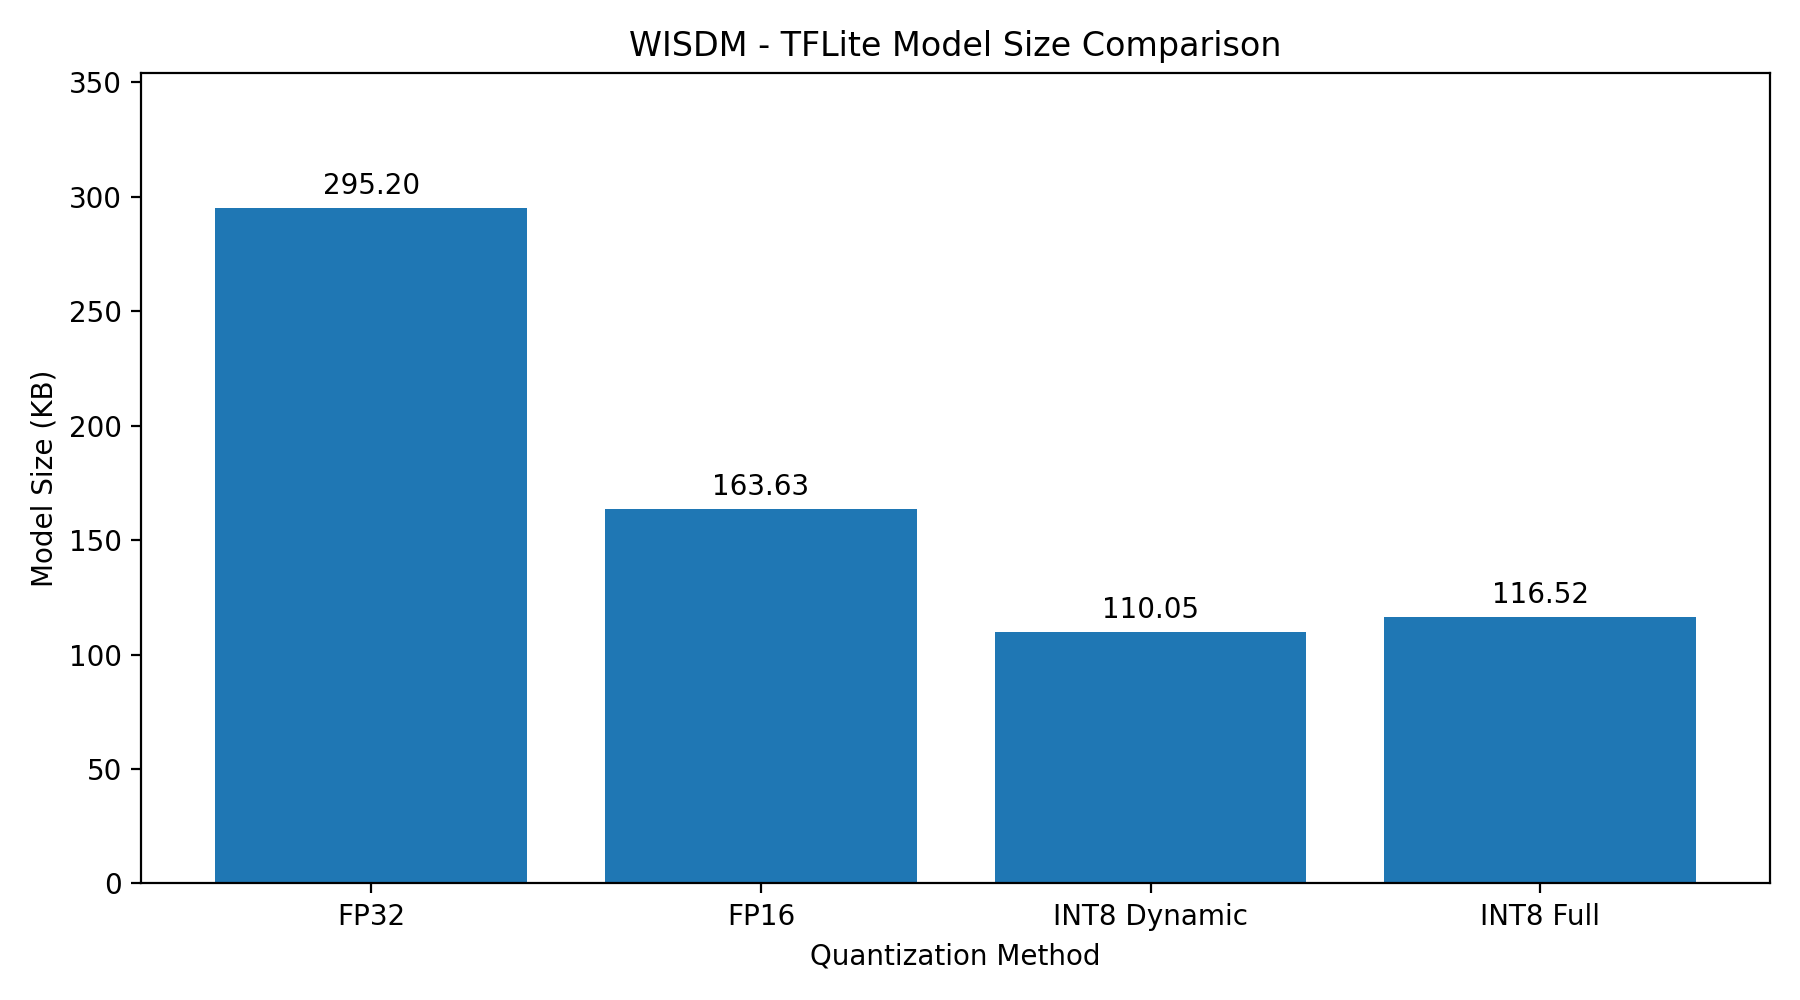 WISDM - TFLite Model Size Comparison
350
300
250
200
150
100
50
0
Model Size (KB)
295.20
163.63
110.05
116.52
FP32
FP16
INT8 Dynamic
INT8 Full
Quantization Method